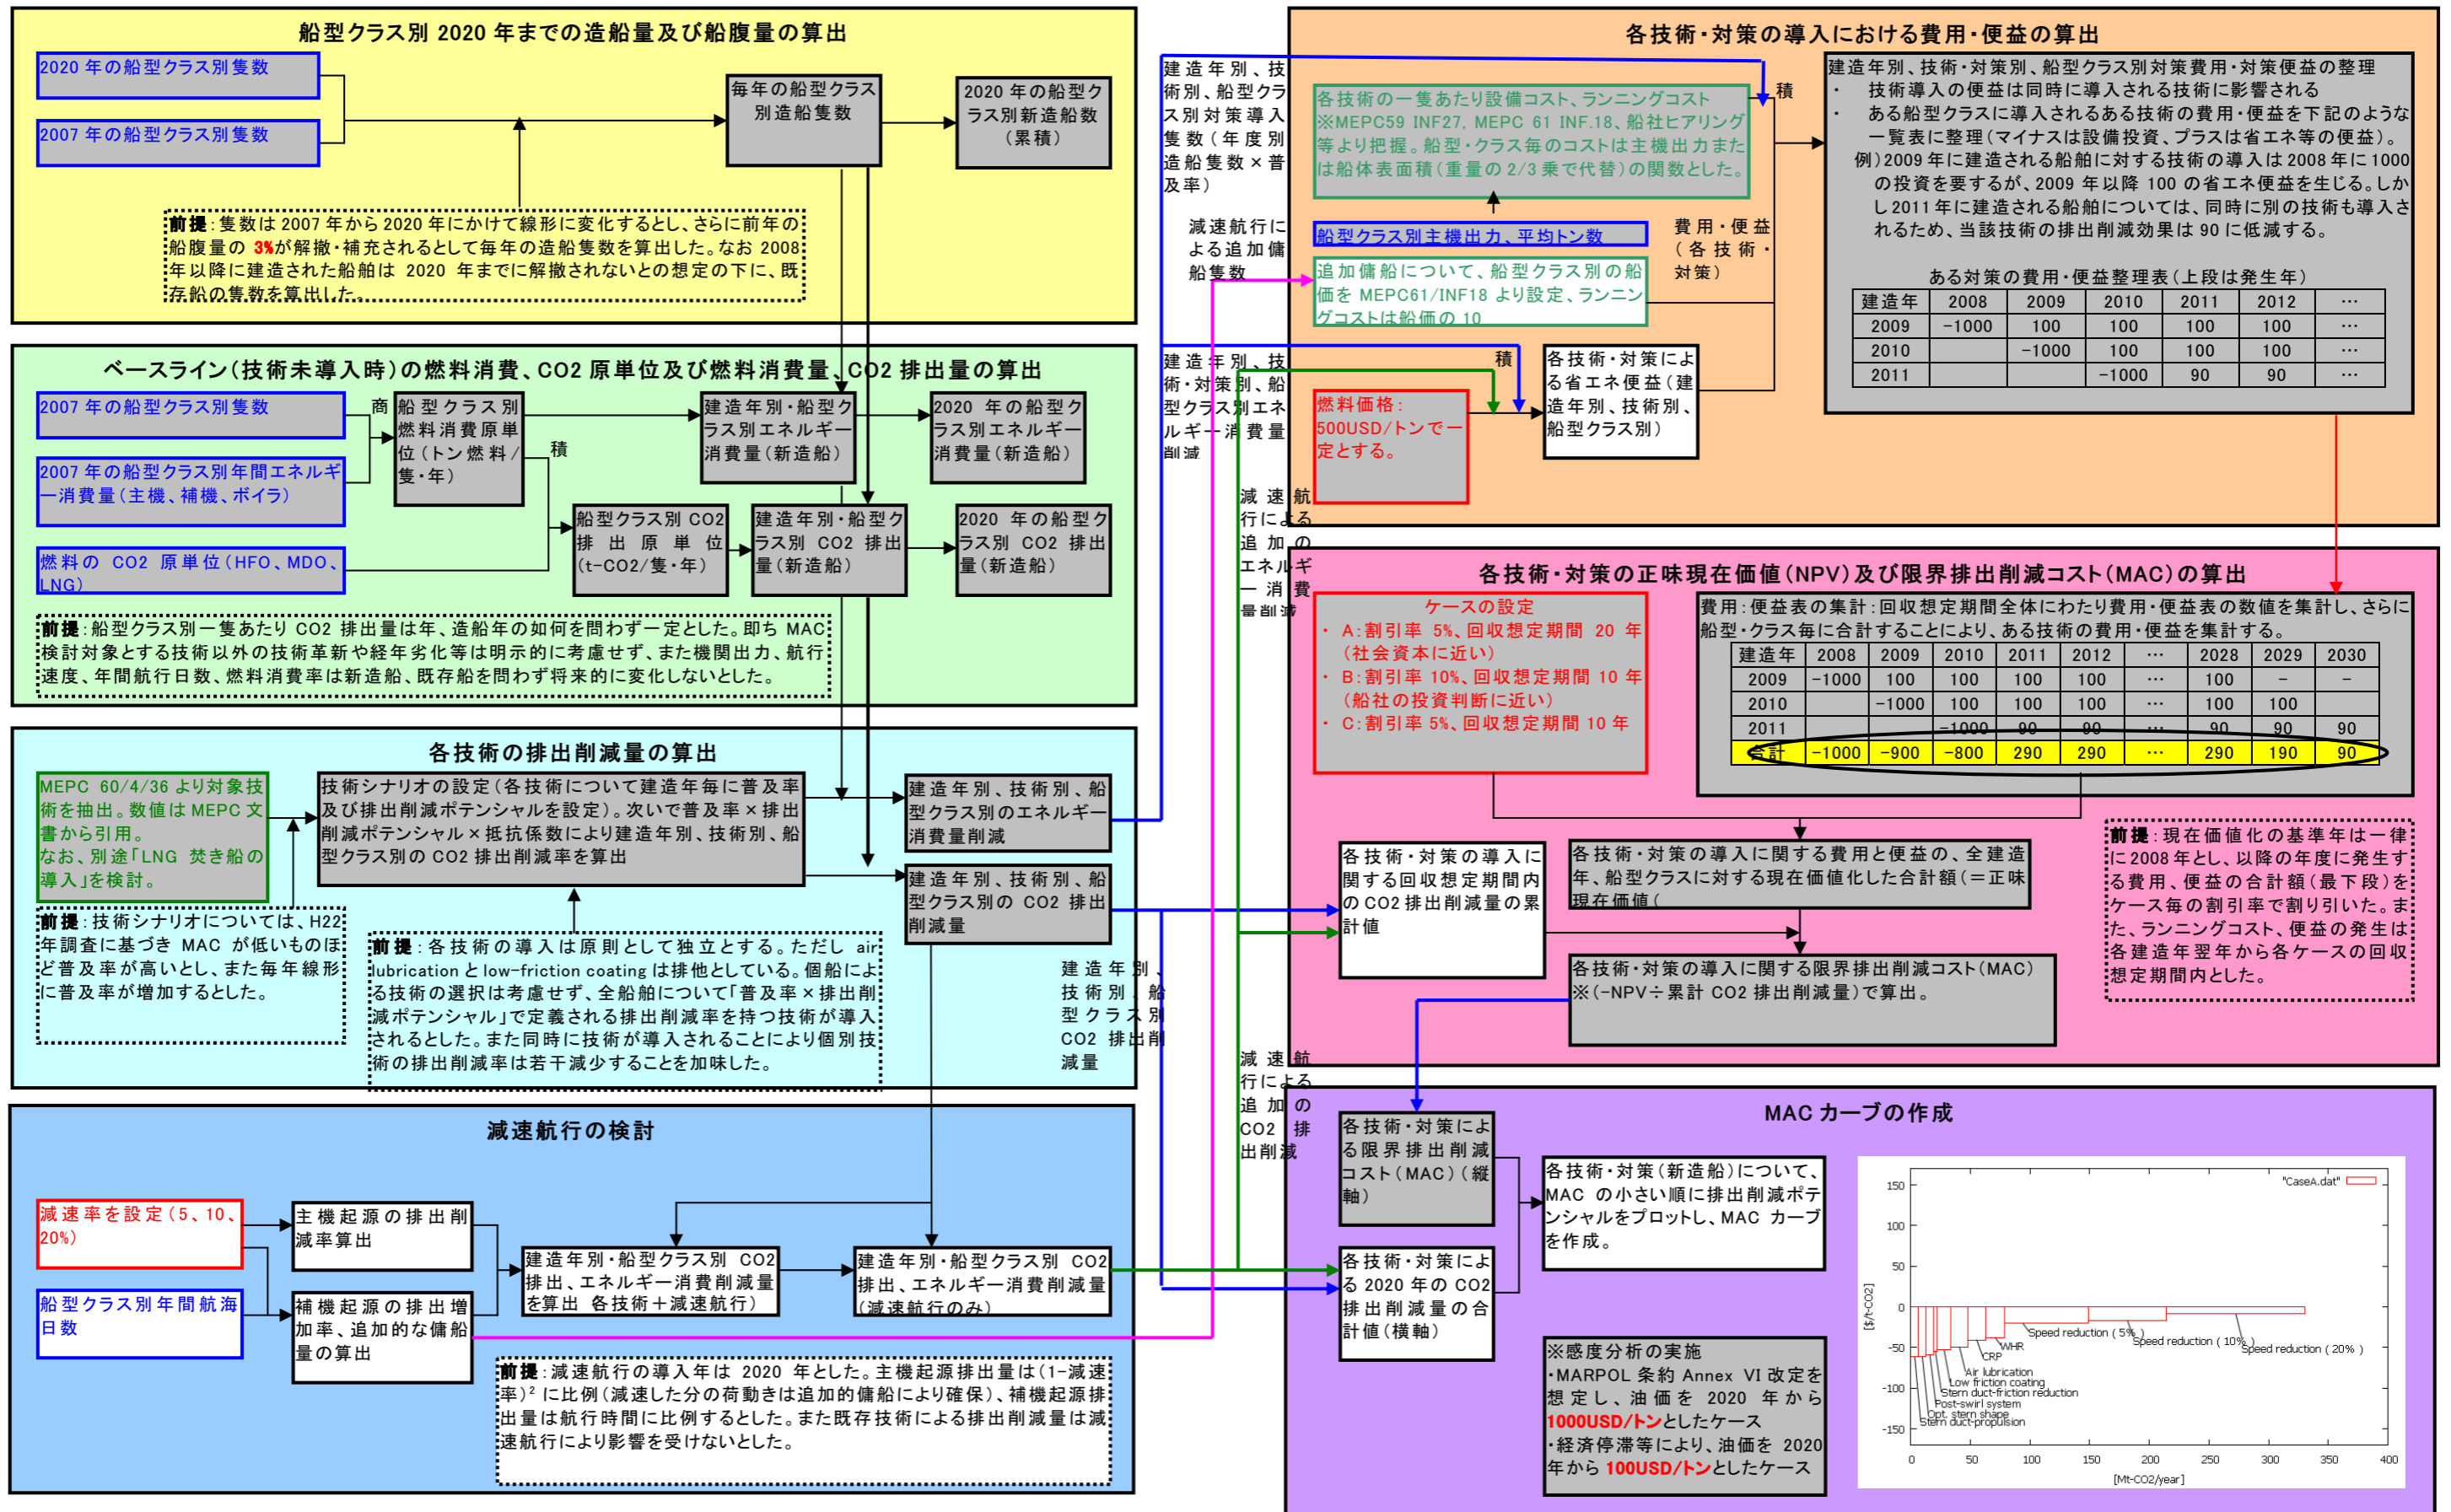 船型クラス別 2020 年までの造船量及び船腹量の算出
2020 年の船型クラス別隻数
2007 年の船型クラス別隻数
毎年の船型クラス
別造船隻数
2020 年の船型ク
ラス別新造船数
（累積）
前提：隻数は 2007 年から 2020 年にかけて線形に変化するとし、さらに前年の
船腹量の 3%が解撤・補充されるとして毎年の造船隻数を算出した。なお 2008
年以降に建造された船舶は 2020 年までに解撤されないとの想定の下に、既
存船の隻数を算出した。
ベースライン（技術未導入時）の燃料消費、CO2 原単位及び燃料消費量、CO2 排出量の算出
2007 年の船型クラス別隻数
2007 年の船型クラス別年間エネルギ
ー消費量（主機、補機、ボイラ）
燃料の CO2 原単位（HFO、MDO、
LNG）
商
船型クラス別
燃料消費原単
位（トン燃料/
隻・年）
積
建造年別・船型ク
ラス別エネルギー
消費量（新造船）
2020 年の船型ク
ラス別エネルギー
消費量（新造船）
船型クラス別 CO2
排出原単位
（t-CO2/隻・年）
建造年別・船型ク
ラス別 CO2 排出
量（新造船）
2020 年の船型ク
ラス別 CO2 排出
量（新造船）
前提：船型クラス別一隻あたり CO2 排出量は年、造船年の如何を問わず一定とした。即ち MAC
検討対象とする技術以外の技術革新や経年劣化等は明示的に考慮せず、また機関出力、航行
速度、年間航行日数、燃料消費率は新造船、既存船を問わず将来的に変化しないとした。
各技術の排出削減量の算出
MEPC 60/4/36 より対象技
術を抽出。数値は MEPC 文
書から引用。
なお、別途「LNG 焚き船の
導入」を検討。
技術シナリオの設定（各技術について建造年毎に普及率
及び排出削減ポテンシャルを設定）。次いで普及率×排出
削減ポテンシャル×抵抗係数により建造年別、技術別、船
型クラス別の CO2 排出削減率を算出
建造年別、技術別、船
型クラス別のエネルギー
消費量削減
建造年別、技術別、船
型クラス別の CO2 排出
削減量
前提：技術シナリオについては、H22
年調査に基づき MAC が低いものほ
ど普及率が高いとし、また毎年線形
に普及率が増加するとした。
前提：各技術の導入は原則として独立とする。ただし air
lubrication と low-friction coating は排他としている。個船によ
る技術の選択は考慮せず、全船舶について「普及率×排出削
減ポテンシャル」で定義される排出削減率を持つ技術が導入
されるとした。また同時に技術が導入されることにより個別技
術の排出削減率は若干減少することを加味した。
建造年別、
技術別、船
型クラス別
CO2 排出削
減量
減速航行の検討
減速率を設定（5、10、
20%）
船型クラス別年間航海
日数
主機起源の排出削
減率算出
補機起源の排出増
加率、追加的な傭船
量の算出
建造年別・船型クラス別 CO2
排出、エネルギー消費削減量
を算出 各技術＋減速航行）
建造年別・船型クラス別 CO2
排出、エネルギー消費削減量
（減速航行のみ）
前提：減速航行の導入年は 2020 年とした。主機起源排出量は（1-減速
率）² に比例（減速した分の荷動きは追加的傭船により確保）、補機起源排
出量は航行時間に比例するとした。また既存技術による排出削減量は減
速航行により影響を受けないとした。
建造年別、技
術別、船型クラ
ス別対策導入
隻数（年度別
造船隻数×普
及率）
減速航行に
よる追加傭
船隻数
建造年別、技
術・対策別、船
型クラス別エネ
ルギー消費量
削減
減速航
行による
追加の
エネルギ
ー消費
量削減
減速航
行による
追加の
CO2 排
出削減
各技術・対策の導入における費用・便益の算出
各技術の一隻あたり設備コスト、ランニングコスト
※MEPC59 INF27, MEPC 61 INF.18、船社ヒアリング
等より把握。船型・クラス毎のコストは主機出力また
は船体表面積（重量の 2/3 乗で代替）の関数とした。
積
船型クラス別主機出力、平均トン数
追加傭船について、船型クラス別の船
価を MEPC61/INF18 より設定、ランニン
グコストは船価の 10
費用・便益
（各技術・
対策）
積
燃料価格：
500USD/トンで一
定とする。
各技術・対策によ
る省エネ便益（建
造年別、技術別、
船型クラス別）
建造年別、技術・対策別、船型クラス別対策費用・対策便益の整理
・ 技術導入の便益は同時に導入される技術に影響される
・ ある船型クラスに導入されるある技術の費用・便益を下記のような
一覧表に整理（マイナスは設備投資、プラスは省エネ等の便益）。
例）2009 年に建造される船舶に対する技術の導入は 2008 年に 1000
の投資を要するが、2009 年以降 100 の省エネ便益を生じる。しか
し 2011 年に建造される船舶については、同時に別の技術も導入さ
れるため、当該技術の排出削減効果は 90 に低減する。
ある対策の費用・便益整理表（上段は発生年）
建造年 2008 2009 2010 2011 2012 …
2009 -1000 100 100 100 100 …
2010 -1000 100 100 100 …
2011 -1000 90 90 …
各技術・対策の正味現在価値（NPV）及び限界排出削減コスト（MAC）の算出
ケースの設定
・ A：割引率 5%、回収想定期間 20 年
（社会資本に近い）
・ B：割引率 10%、回収想定期間 10 年
（船社の投資判断に近い）
・ C：割引率 5%、回収想定期間 10 年
費用：便益表の集計：回収想定期間全体にわたり費用・便益表の数値を集計し、さらに
船型・クラス毎に合計することにより、ある技術の費用・便益を集計する。
建造年 2008 2009 2010 2011 2012 … 2028 2029 2030
2009 -1000 100 100 100 100 … 100 - -
2010 -1000 100 100 100 … 100 100
2011 -1000 90 90 … 90 90 90
合計 -1000 -900 -800 290 290 … 290 190 90
各技術・対策の導入に
関する回収想定期間内
の CO2 排出削減量の累
計値
各技術・対策の導入に関する費用と便益の、全建造
年、船型クラスに対する現在価値化した合計額（＝正味
現在価値（
各技術・対策の導入に関する限界排出削減コスト（MAC）
※（-NPV÷累計 CO2 排出削減量）で算出。
前提：現在価値化の基準年は一律
に 2008 年とし、以降の年度に発生す
る費用、便益の合計額（最下段）を
ケース毎の割引率で割り引いた。ま
た、ランニングコスト、便益の発生は
各建造年翌年から各ケースの回収
想定期間内とした。
MAC カーブの作成
各技術・対策によ
る限界排出削減
コスト（MAC）（縦
軸）
各技術・対策によ
る 2020 年の CO2
排出削減量の合
計値（横軸）
各技術・対策（新造船）について、
MAC の小さい順に排出削減ポテ
ンシャルをプロットし、MAC カーブ
を作成。
※感度分析の実施
・MARPOL 条約 Annex VI 改定を
想定し、油価を 2020 年から
1000USD/トンとしたケース
・経済停滞等により、油価を 2020
年から 100USD/トンとしたケース
"CaseA.dat"
[$/t-CO2]
150
100
50
0
-50
-100
-150
Speed reduction ( 5% )
Speed reduction ( 10% )
Speed reduction ( 20% )
WHR
CRP
Air lubrication
Low friction coating
Stern duct-friction reduction
Post-swirl system
Opt. stern shape
Stern duct-propulsion
0 50 100 150 200 250 300 350 400
[Mt-CO2/year]